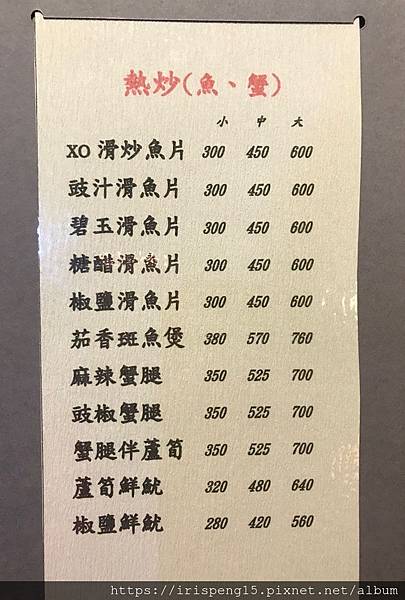 熱炒(魚、蟹)
小 中 大
XO滑炒魚片 300 450 600
豉汁滑魚片 300 450 600
碧玉滑魚片 300 450 600
糖醋滑魚片 300 450 600
椒鹽滑魚片 300 450 600
茄香斑魚煲 380 570 760
麻辣蟹腿 350 525 700
豉椒蟹腿 350 525 700
蟹腿伴蘆筍 350 525 700
蘆筍鮮魷 320 480 640
椒鹽鮮魷 280 420 560
https://irispeng15.pixnet.net/album